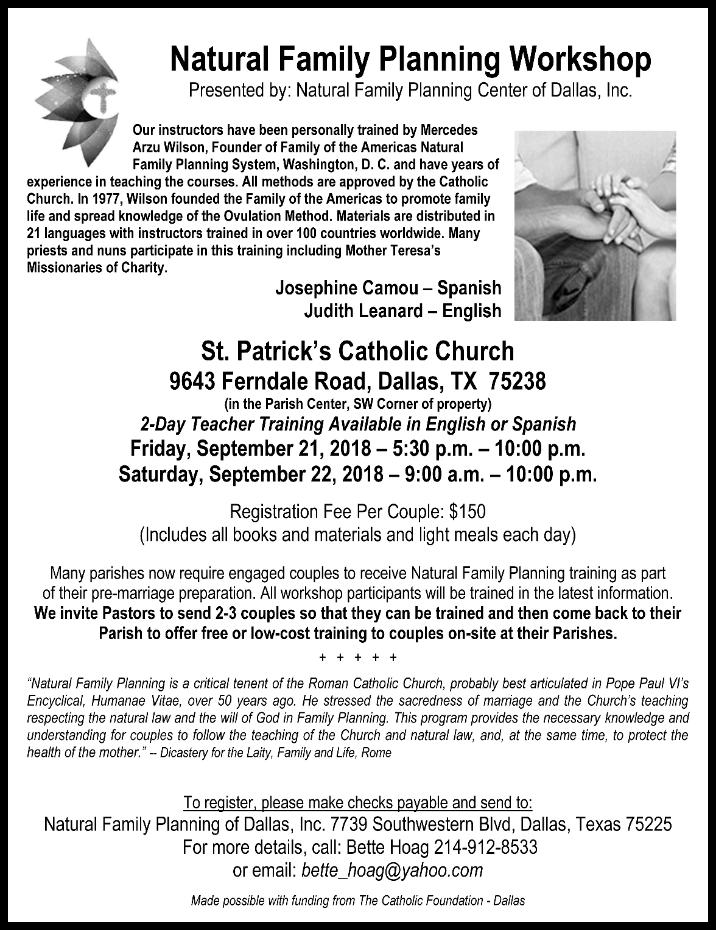 Natural Family Planning Workshop
Presented by: Natural Family Planning Center of Dallas, Inc.
Our instructors have been personally trained by Mercedes
Arzu Wilson, Founder of Family of the Americas Natural
Family Planning System, Washington, D. C. and have years of
experience in teaching the courses. All methods are approved by the Catholic
Church. In 1977, Wilson founded the Family of the Americas to promote family
life and spread knowledge of the Ovulation Method. Materials are distributed in
21 languages with instructors trained in over 100 countries worldwide. Many
priests and nuns participate in this training including Mother Teresa's
Missionaries of Charity.
Josephine Camou – Spanish
Judith Leanard – English
St. Patrick's Catholic Church
9643 Ferndale Road, Dallas, TX 75238
(in the Parish Center, SW Corner of property)
2-Day Teacher Training Available in English or Spanish
Friday, September 21, 2018 – 5:30 p.m. – 10:00 p.m.
Saturday, September 22, 2018 – 9:00 a.m. – 10:00 p.m.
Registration Fee Per Couple: $150
(Includes all books and materials and light meals each day)
Many parishes now require engaged couples to receive Natural Family Planning training as part
of their pre-marriage preparation. All workshop participants will be trained in the latest information.
We invite Pastors to send 2-3 couples so that they can be trained and then come back to their
Parish to offer free or low-cost training to couples on-site at their Parishes.
+ + + + +
"Natural Family Planning is a critical tenent of the Roman Catholic Church, probably best articulated in Pope Paul VI's
Encyclical, Humanae Vitae, over 50 years ago. He stressed the sacredness of marriage and the Church's teaching
respecting the natural law and the will of God in Family Planning. This program provides the necessary knowledge and
understanding for couples to follow the teaching of the Church and natural law, and, at the same time, to protect the
health of the mother." -- Dicastery for the Laity, Family and Life, Rome
To register, please make checks payable and send to:
Natural Family Planning of Dallas, Inc. 7739 Southwestern Blvd, Dallas, Texas 75225
For more details, call: Bette Hoag 214-912-8533
or email: bette_hoag@yahoo.com
Made possible with funding from The Catholic Foundation - Dallas